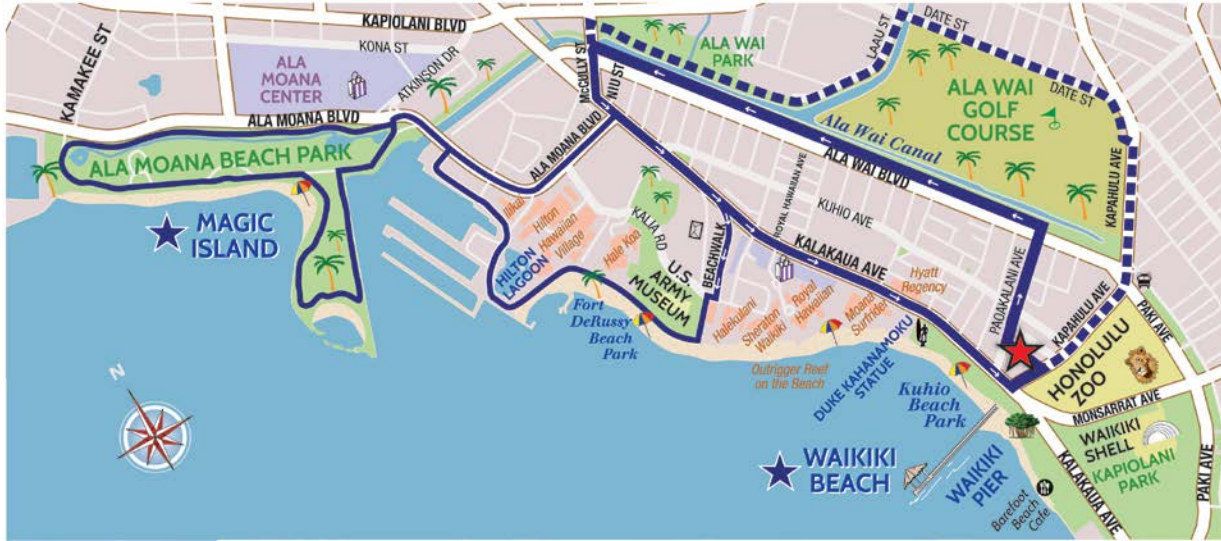 KAPIOLANI BLVD
KONA ST
KAMAKEE ST
ALA
MOANA
CENTER
ATKINSON DR
ALA MOANA BLVD
ALA MOANA BEACH PARK
MAGIC
ISLAND
McCULLY ST
NIU ST
ALA MOANA BLVD
ALA WAI
PARK
LAAU ST
DATE ST
DATE ST
ALA WAI
GOLF
COURSE
Ala Wai Canal
ALA WAI BLVD
KAPAHULU AVE
ROYAL HAWAIIAN AVE
KUHIO AVE
KALAKAUA AVE
PAOAKALANI AVE
Ilikai
Hilton
Hawaiian
Village
Hale Koa
HILTON
LAGOON
KALIA RD
U.S.
ARMY
MUSEUM
BEACHWALK
Fort
DeRussy
Beach
Park
Halekulani
Sheraton
Waikiki
Royal
Hawaiian
Moana
Surfrider
Hyatt
Regency
Outrigger Reef
on the Beach
DUKE KAHANAMOKU
STATUE
Kuhio
Beach
Park
KAPAHULU AVE
PAKI AVE
HONOLULU
ZOO
MONSARRAT AVE
WAIKIKI
SHELL
KAPIOLANI
PARK
PAKI AVE
KALAKAUA AVE
WAIKIKI
BEACH
WAIKIKI
PIER
Barefoot
Beach
Cafe
N